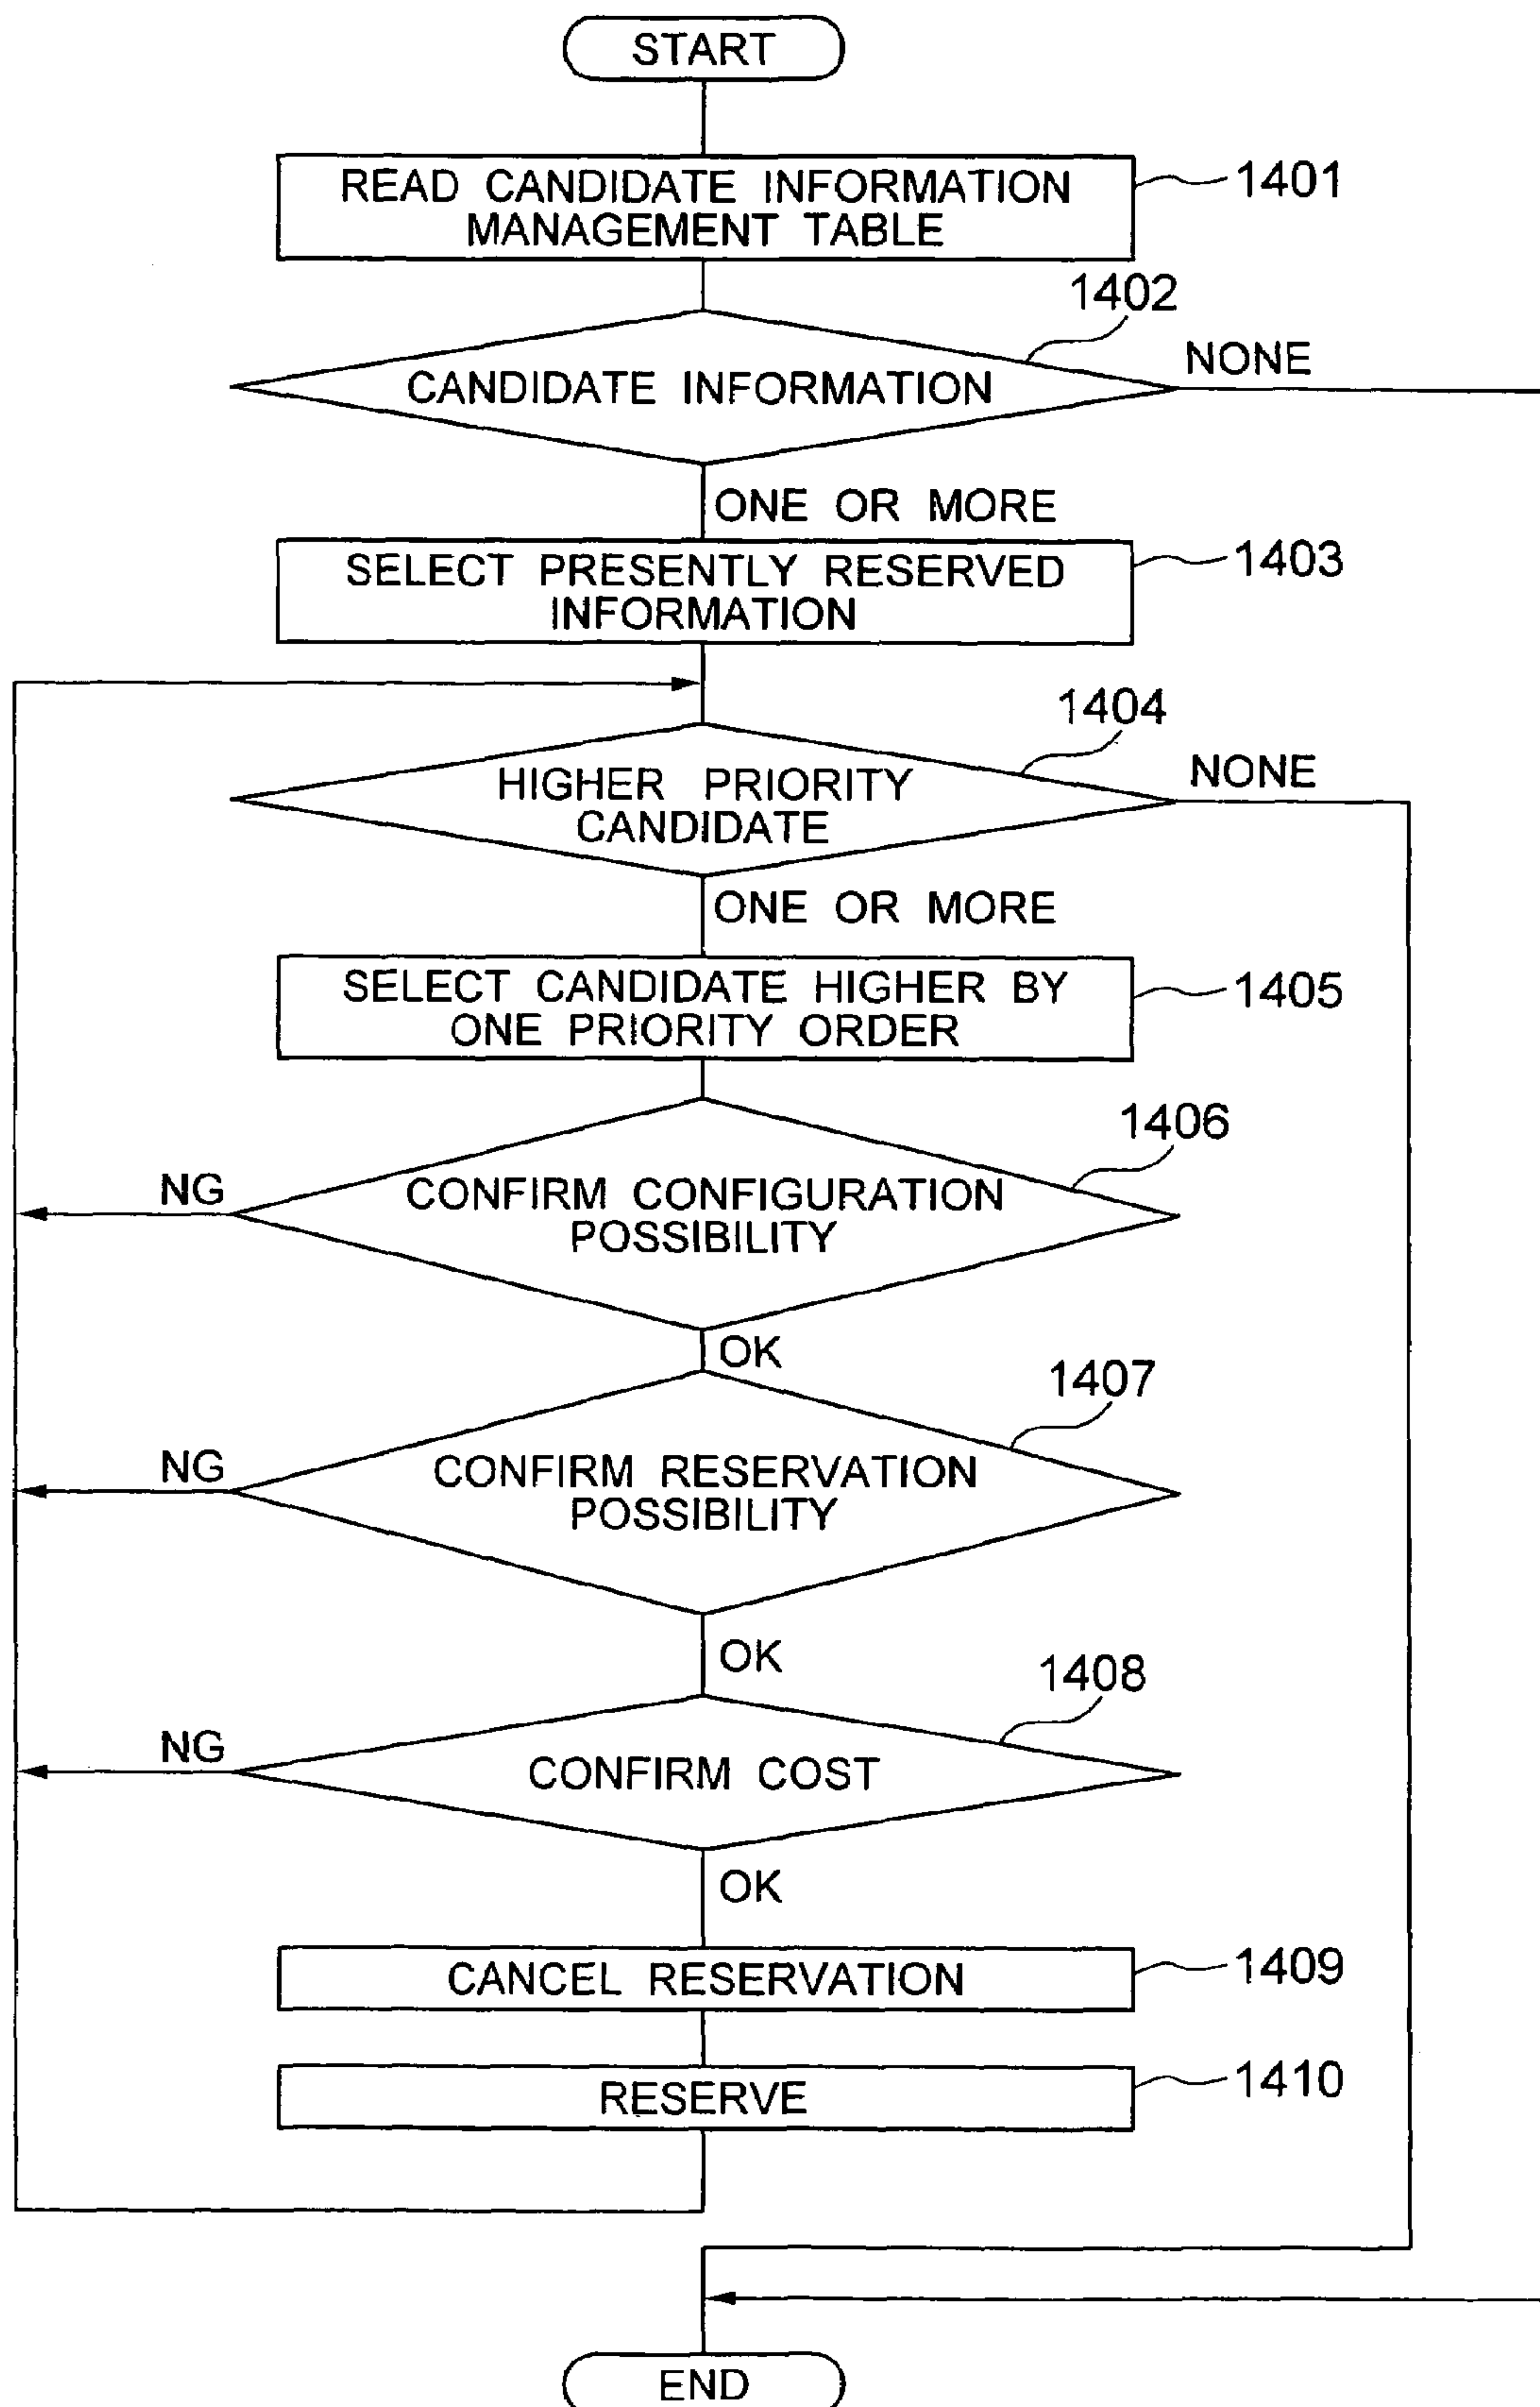 START
READ CANDIDATE INFORMATION
MANAGEMENT TABLE
1401
1402
CANDIDATE INFORMATION
NONE
ONE OR MORE
SELECT PRESENTLY RESERVED
INFORMATION
1403
1404
HIGHER PRIORITY
CANDIDATE
NONE
ONE OR MORE
SELECT CANDIDATE HIGHER BY
ONE PRIORITY ORDER
1405
1406
NG
CONFIRM CONFIGURATION
POSSIBILITY
OK
1407
NG
CONFIRM RESERVATION
POSSIBILITY
OK
1408
NG
CONFIRM COST
OK
CANCEL RESERVATION
1409
RESERVE
1410
END